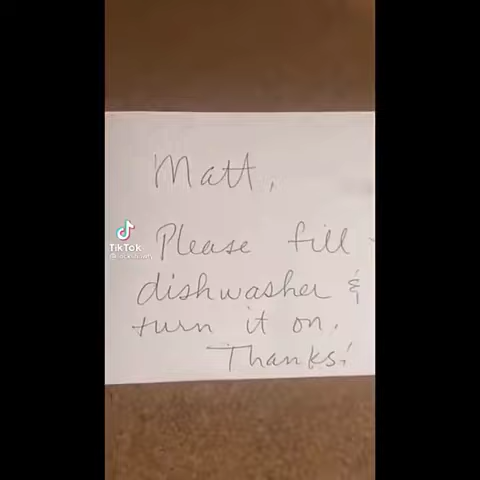 Matt,
Please fill
dishwasher &
turn it on.
Thanks!
TikTok